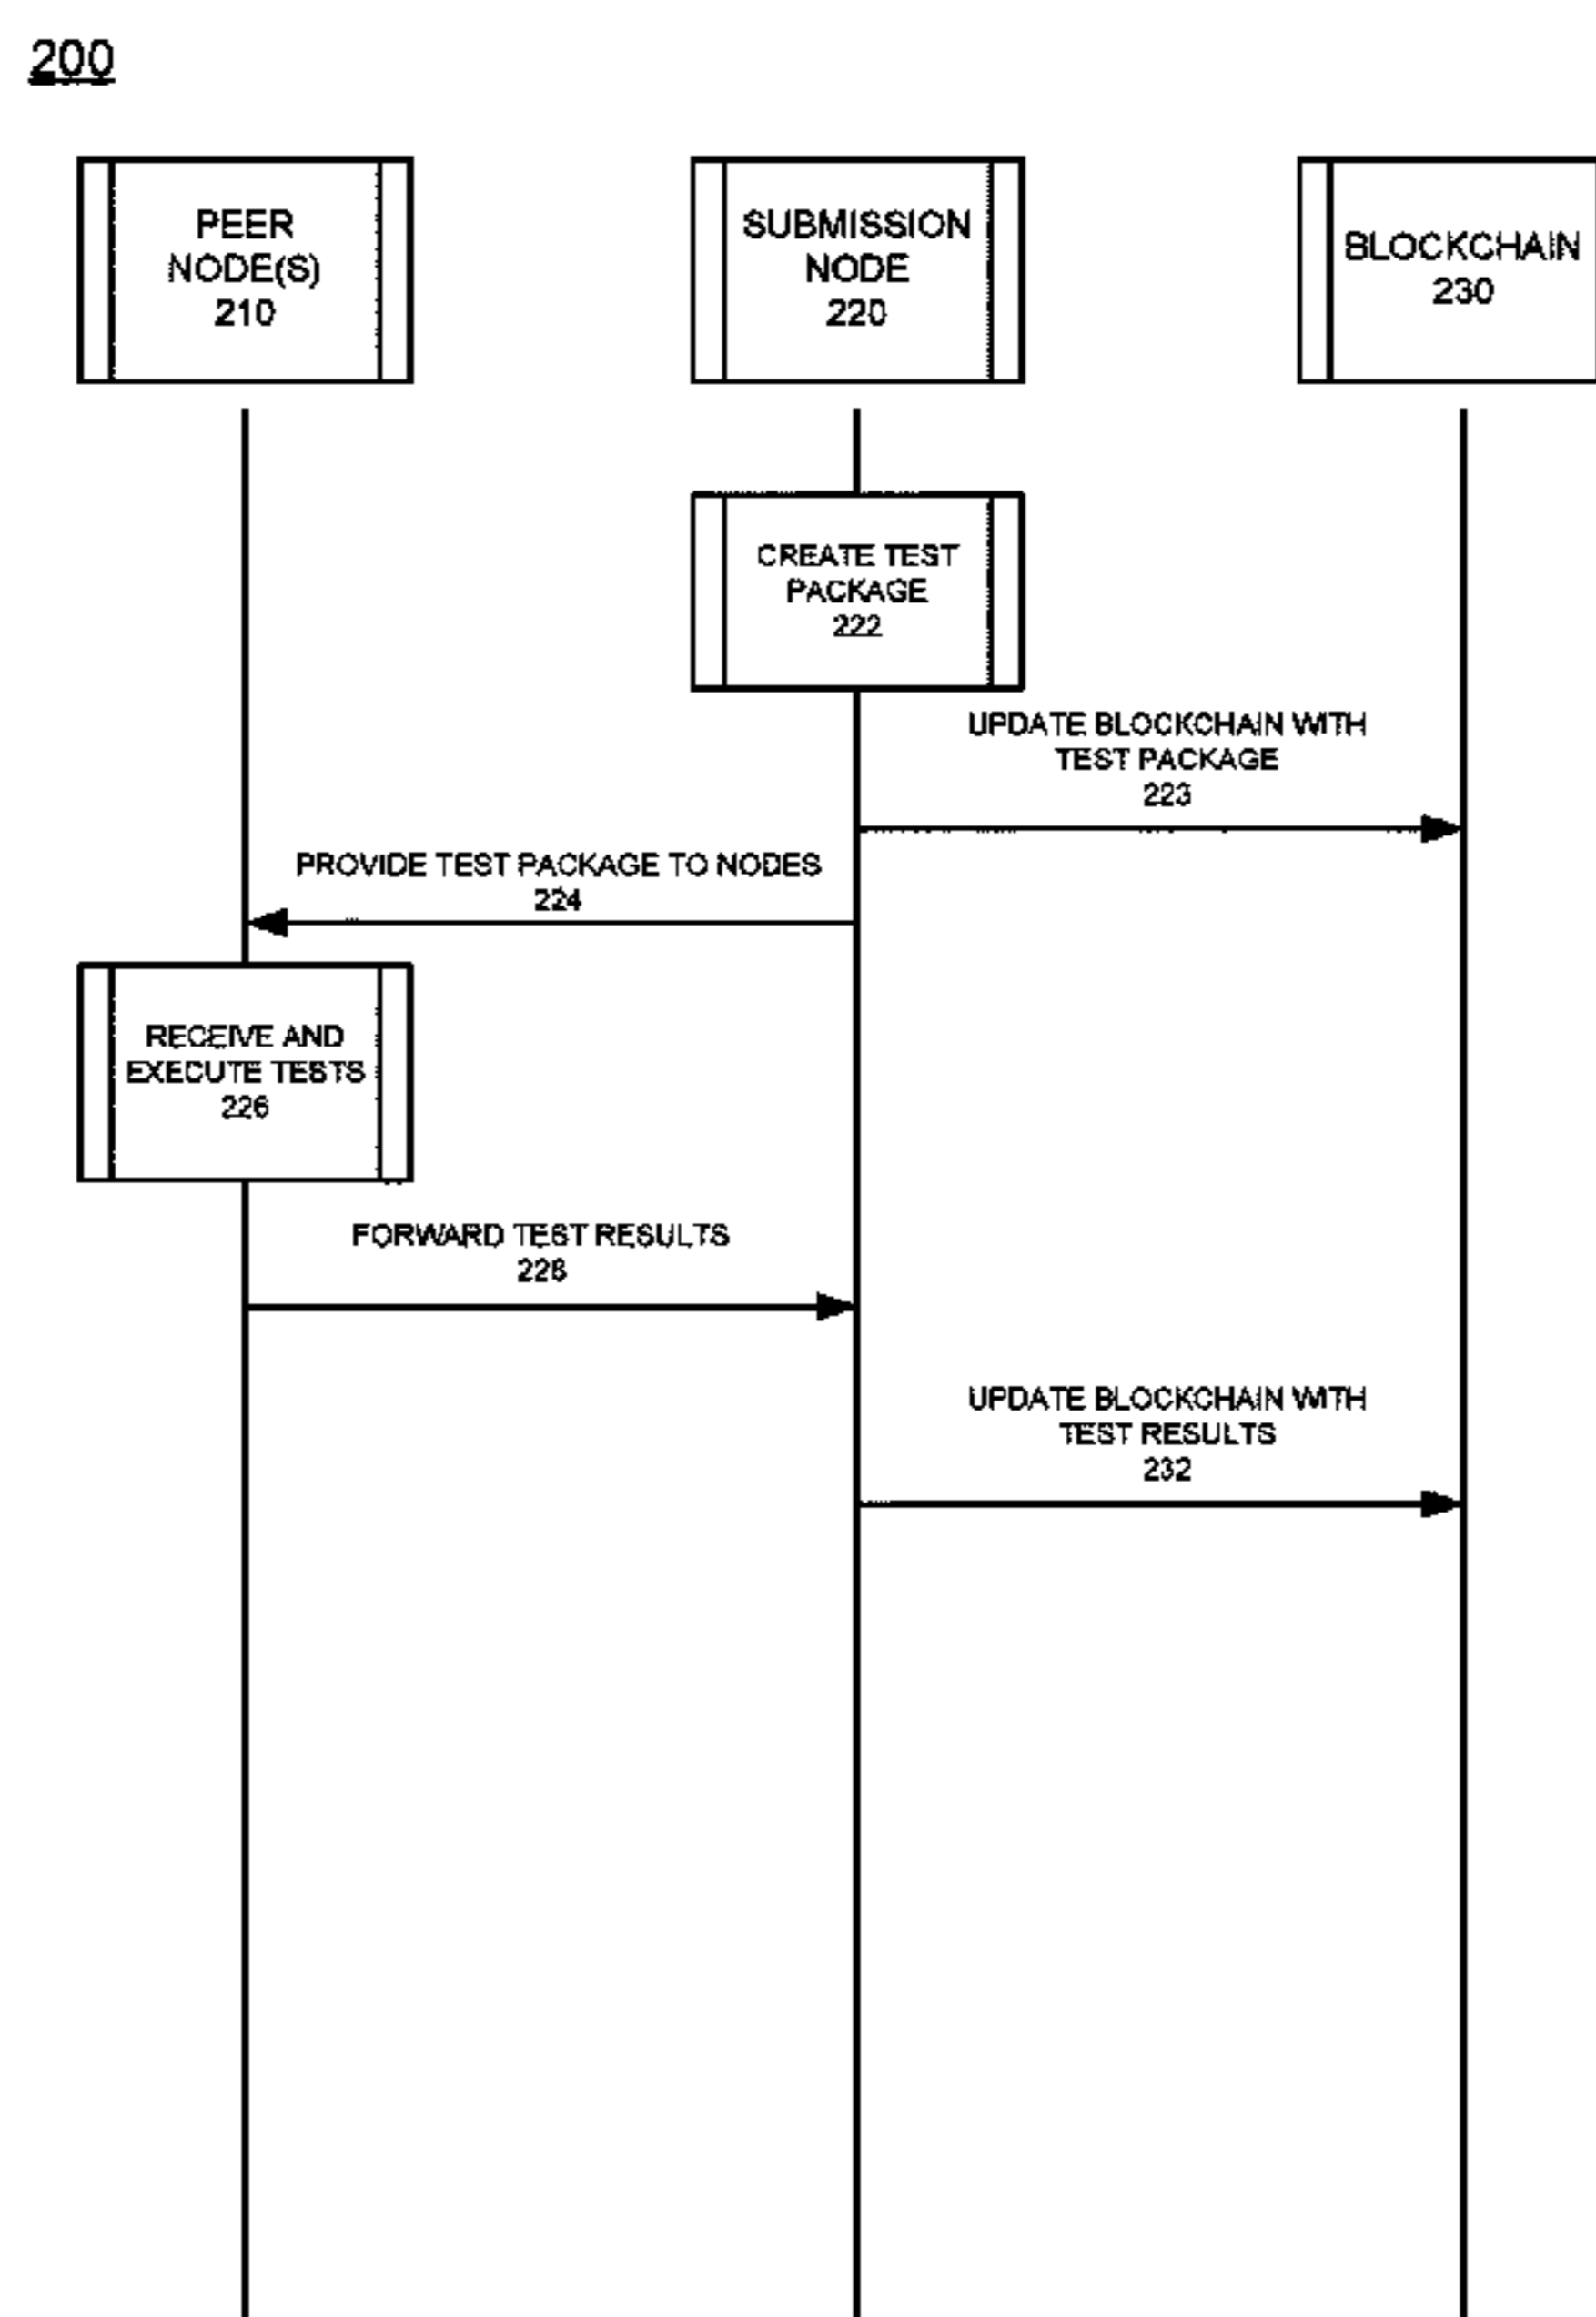 200
PEER
NODE(S)
210
SUBMISSION
NODE
220
BLOCKCHAIN
230
CREATE TEST
PACKAGE
222
UPDATE BLOCKCHAIN WITH
TEST PACKAGE
223
PROVIDE TEST PACKAGE TO NODES
224
RECEIVE AND
EXECUTE TESTS
226
FORWARD TEST RESULTS
228
UPDATE BLOCKCHAIN WITH
TEST RESULTS
232